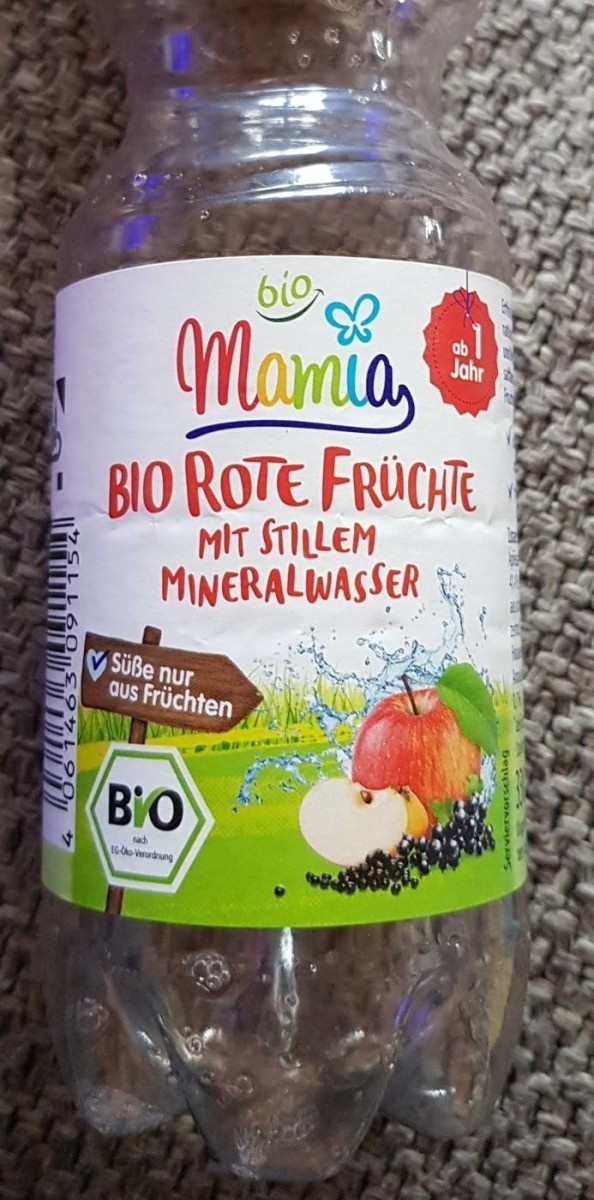 bio
Mamia
ab 1
Jahr
BIO ROTE FRÜCHTE
MIT STILLEM
MINERALWASSER
Süße nur
aus Früchten
Bio
nach
EG-Öko-Verordnung
Serviervorschlag
4 061463 091154